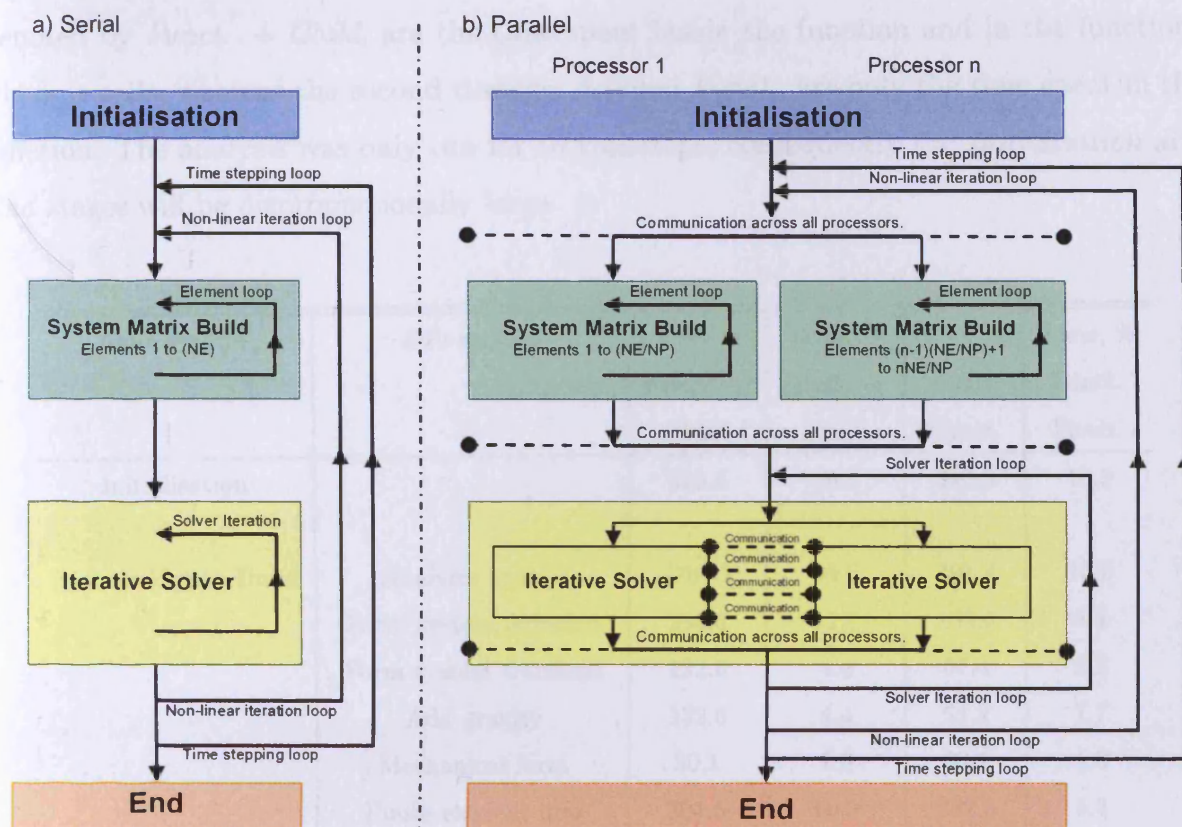 a) Serial
Initialisation
Time stepping loop
Non-linear iteration loop
Element loop
System Matrix Build
Elements 1 to (NE)
Solver Iteration
Iterative Solver
Non-linear iteration loop
Time stepping loop
End
b) Parallel
Processor 1
Processor n
Initialisation
Time stepping loop
Non-linear iteration loop
Communication across all processors.
Element loop
System Matrix Build
Elements 1 to (NE/NP)
Element loop
System Matrix Build
Elements (n-1)(NE/NP)+1
to nNE/NP
Communication across all processors.
Solver Iteration loop
Iterative Solver
Communication
Communication
Communication
Communication
Iterative Solver
Communication across all processors.
Solver Iteration loop
Non-linear iteration loop
Time stepping loop
End